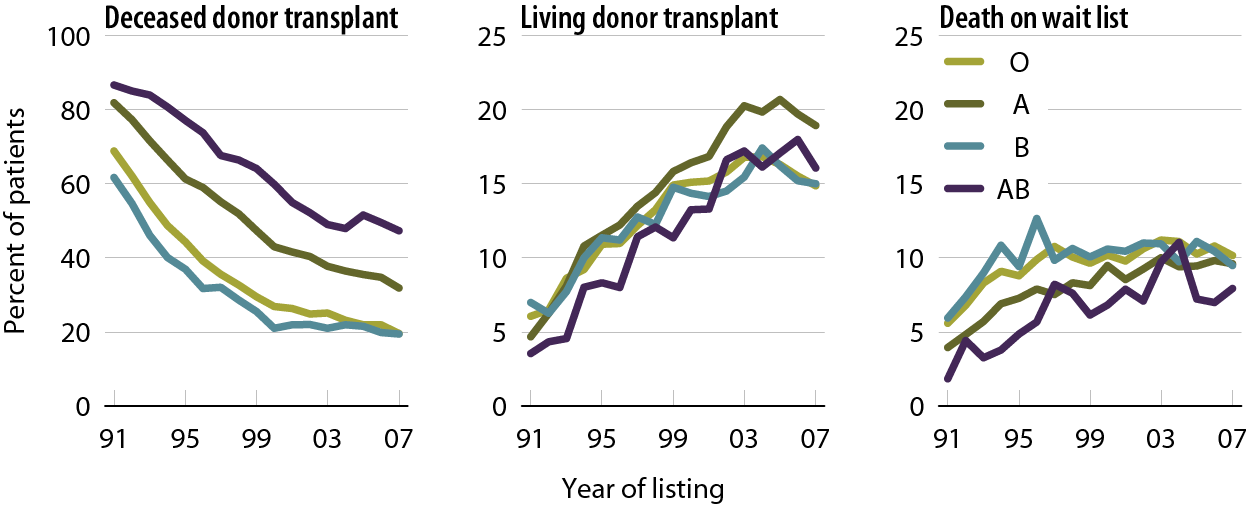 Deceased donor transplant
Living donor transplant
Death on wait list
Percent of patients
100
80
60
40
20
0
91 95 99 03 07
25
20
15
10
5
0
91 95 99 03 07
25
20
15
10
5
0
91 95 99 03 07
O
A
B
AB
Year of listing